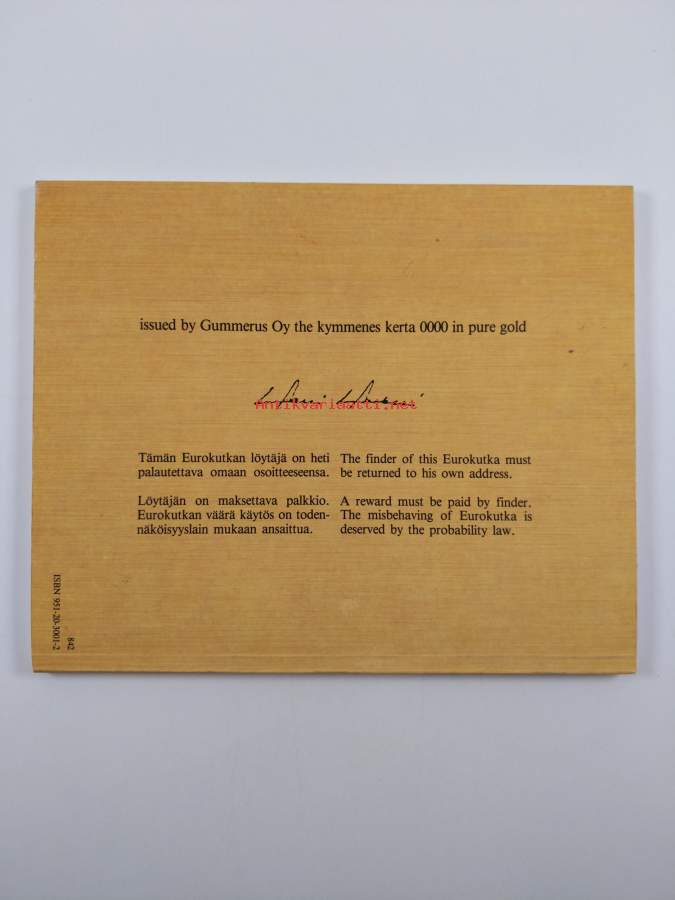 issued by Gummerus Oy the kymmenes kerta 0000 in pure gold
Antikvariaatti.net
Tämän Eurokutkan löytäjä on heti
palautettava omaan osoitteeseensa.
Löytäjän on maksettava palkkio.
Eurokutkan väärä käytös on toden-
näköisyyslain mukaan ansaittua.
The finder of this Eurokutka must
be returned to his own address.
A reward must be paid by finder.
The misbehaving of Eurokutka is
deserved by the probability law.
842
ISBN 951-20-3001-2